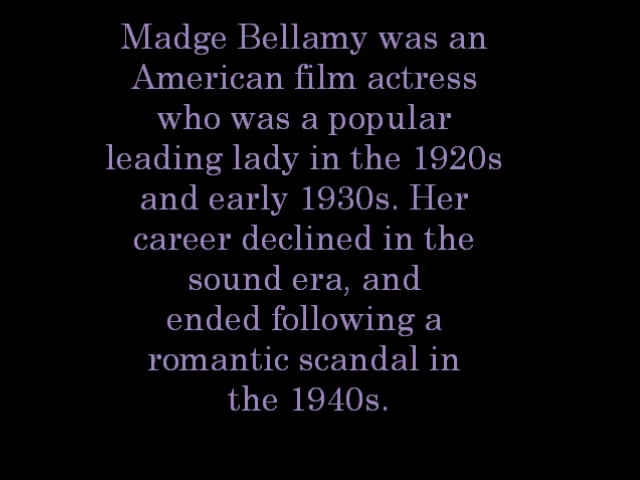 Madge Bellamy was an
American film actress
who was a popular
leading lady in the 1920s
and early 1930s. Her
career declined in the
sound era, and
ended following a
romantic scandal in
the 1940s.